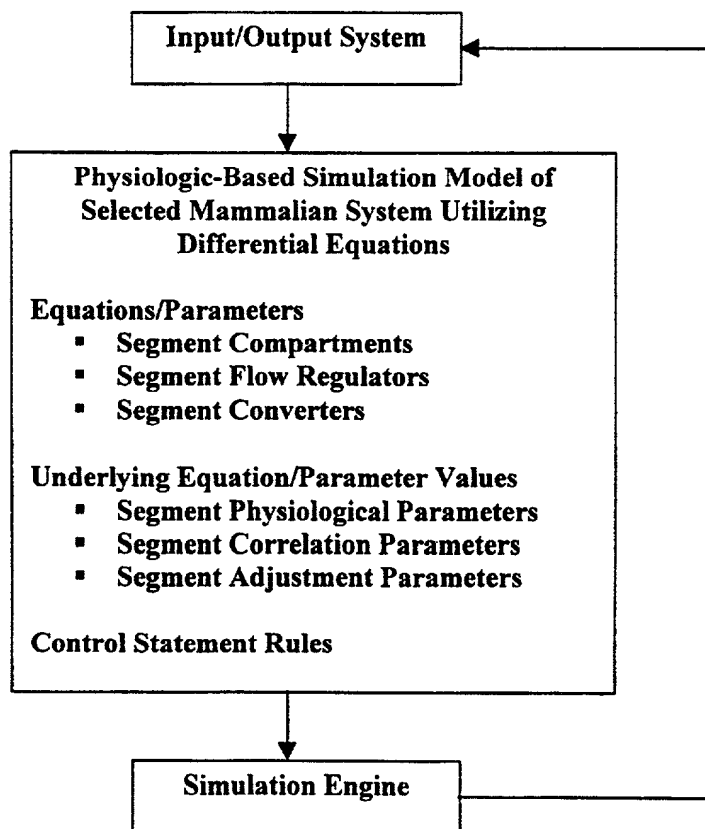 Input/Output System
Physiologic-Based Simulation Model of
Selected Mammalian System Utilizing
Differential Equations
Equations/Parameters
▪ Segment Compartments
▪ Segment Flow Regulators
▪ Segment Converters
Underlying Equation/Parameter Values
▪ Segment Physiological Parameters
▪ Segment Correlation Parameters
▪ Segment Adjustment Parameters
Control Statement Rules
Simulation Engine